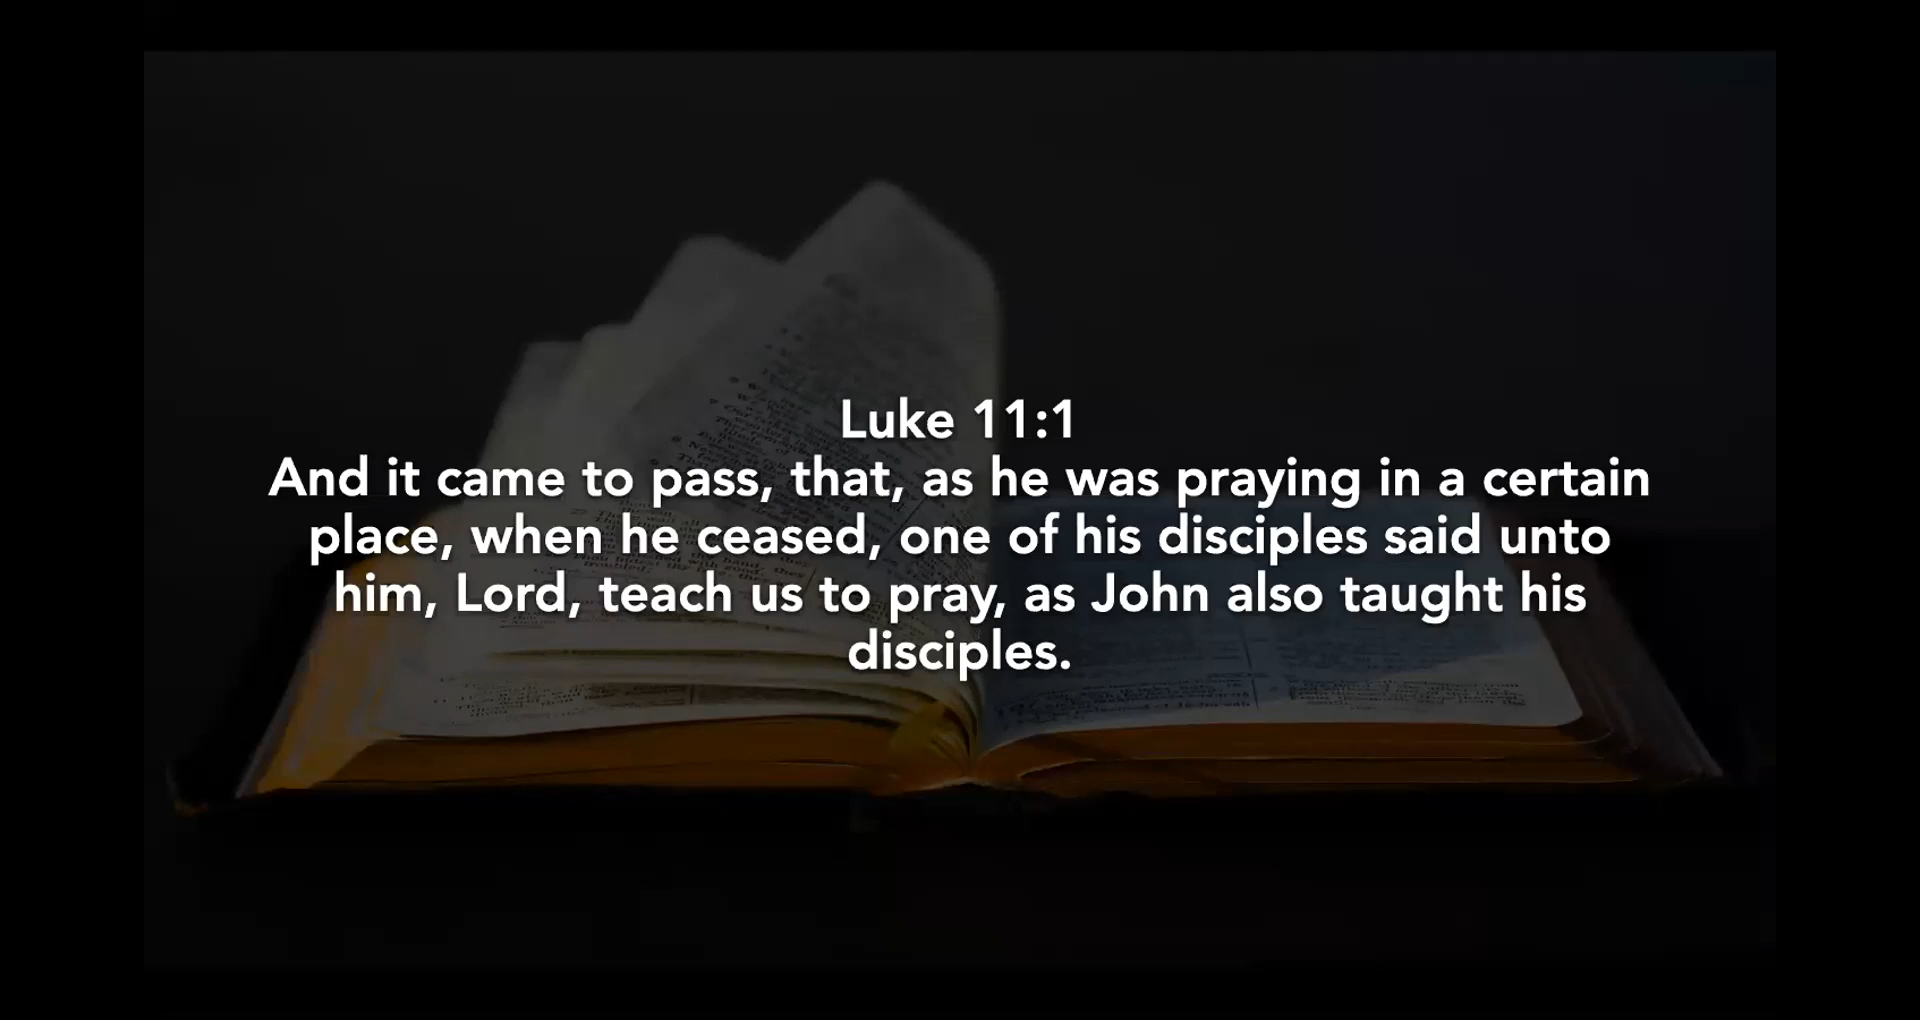 Luke 11:1
And it came to pass, that, as he was praying in a certain
place, when he ceased, one of his disciples said unto
him, Lord, teach us to pray, as John also taught his
disciples.